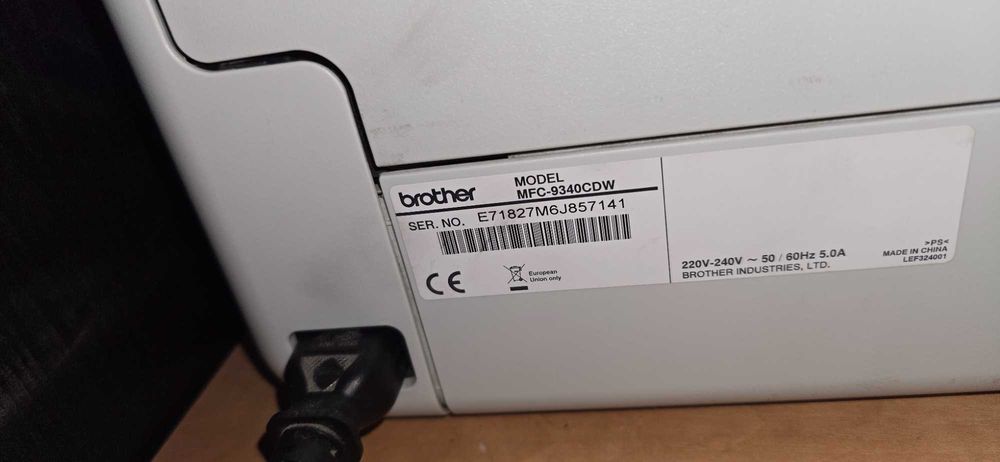 brother
MODEL
MFC-9340CDW
SER. NO. E71827M6J857141
CE
European
Union only
220V-240V ~ 50 / 60Hz 5.0A
BROTHER INDUSTRIES, LTD.
>PS<
MADE IN CHINA
LEF324001